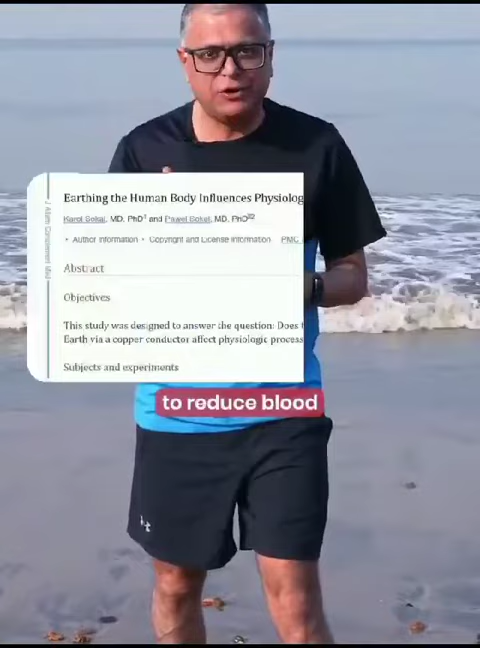 Earthing the Human Body Influences Physiolog
Karol Sokal, MD, PhD1 and Pawel Sokal, MD, PhD
• Author information • Copyright and License information PMC
Abstract
Objectives
This study was designed to answer the question: Does t
Earth via a copper conductor affect physiologic process
Subjects and experiments
to reduce blood